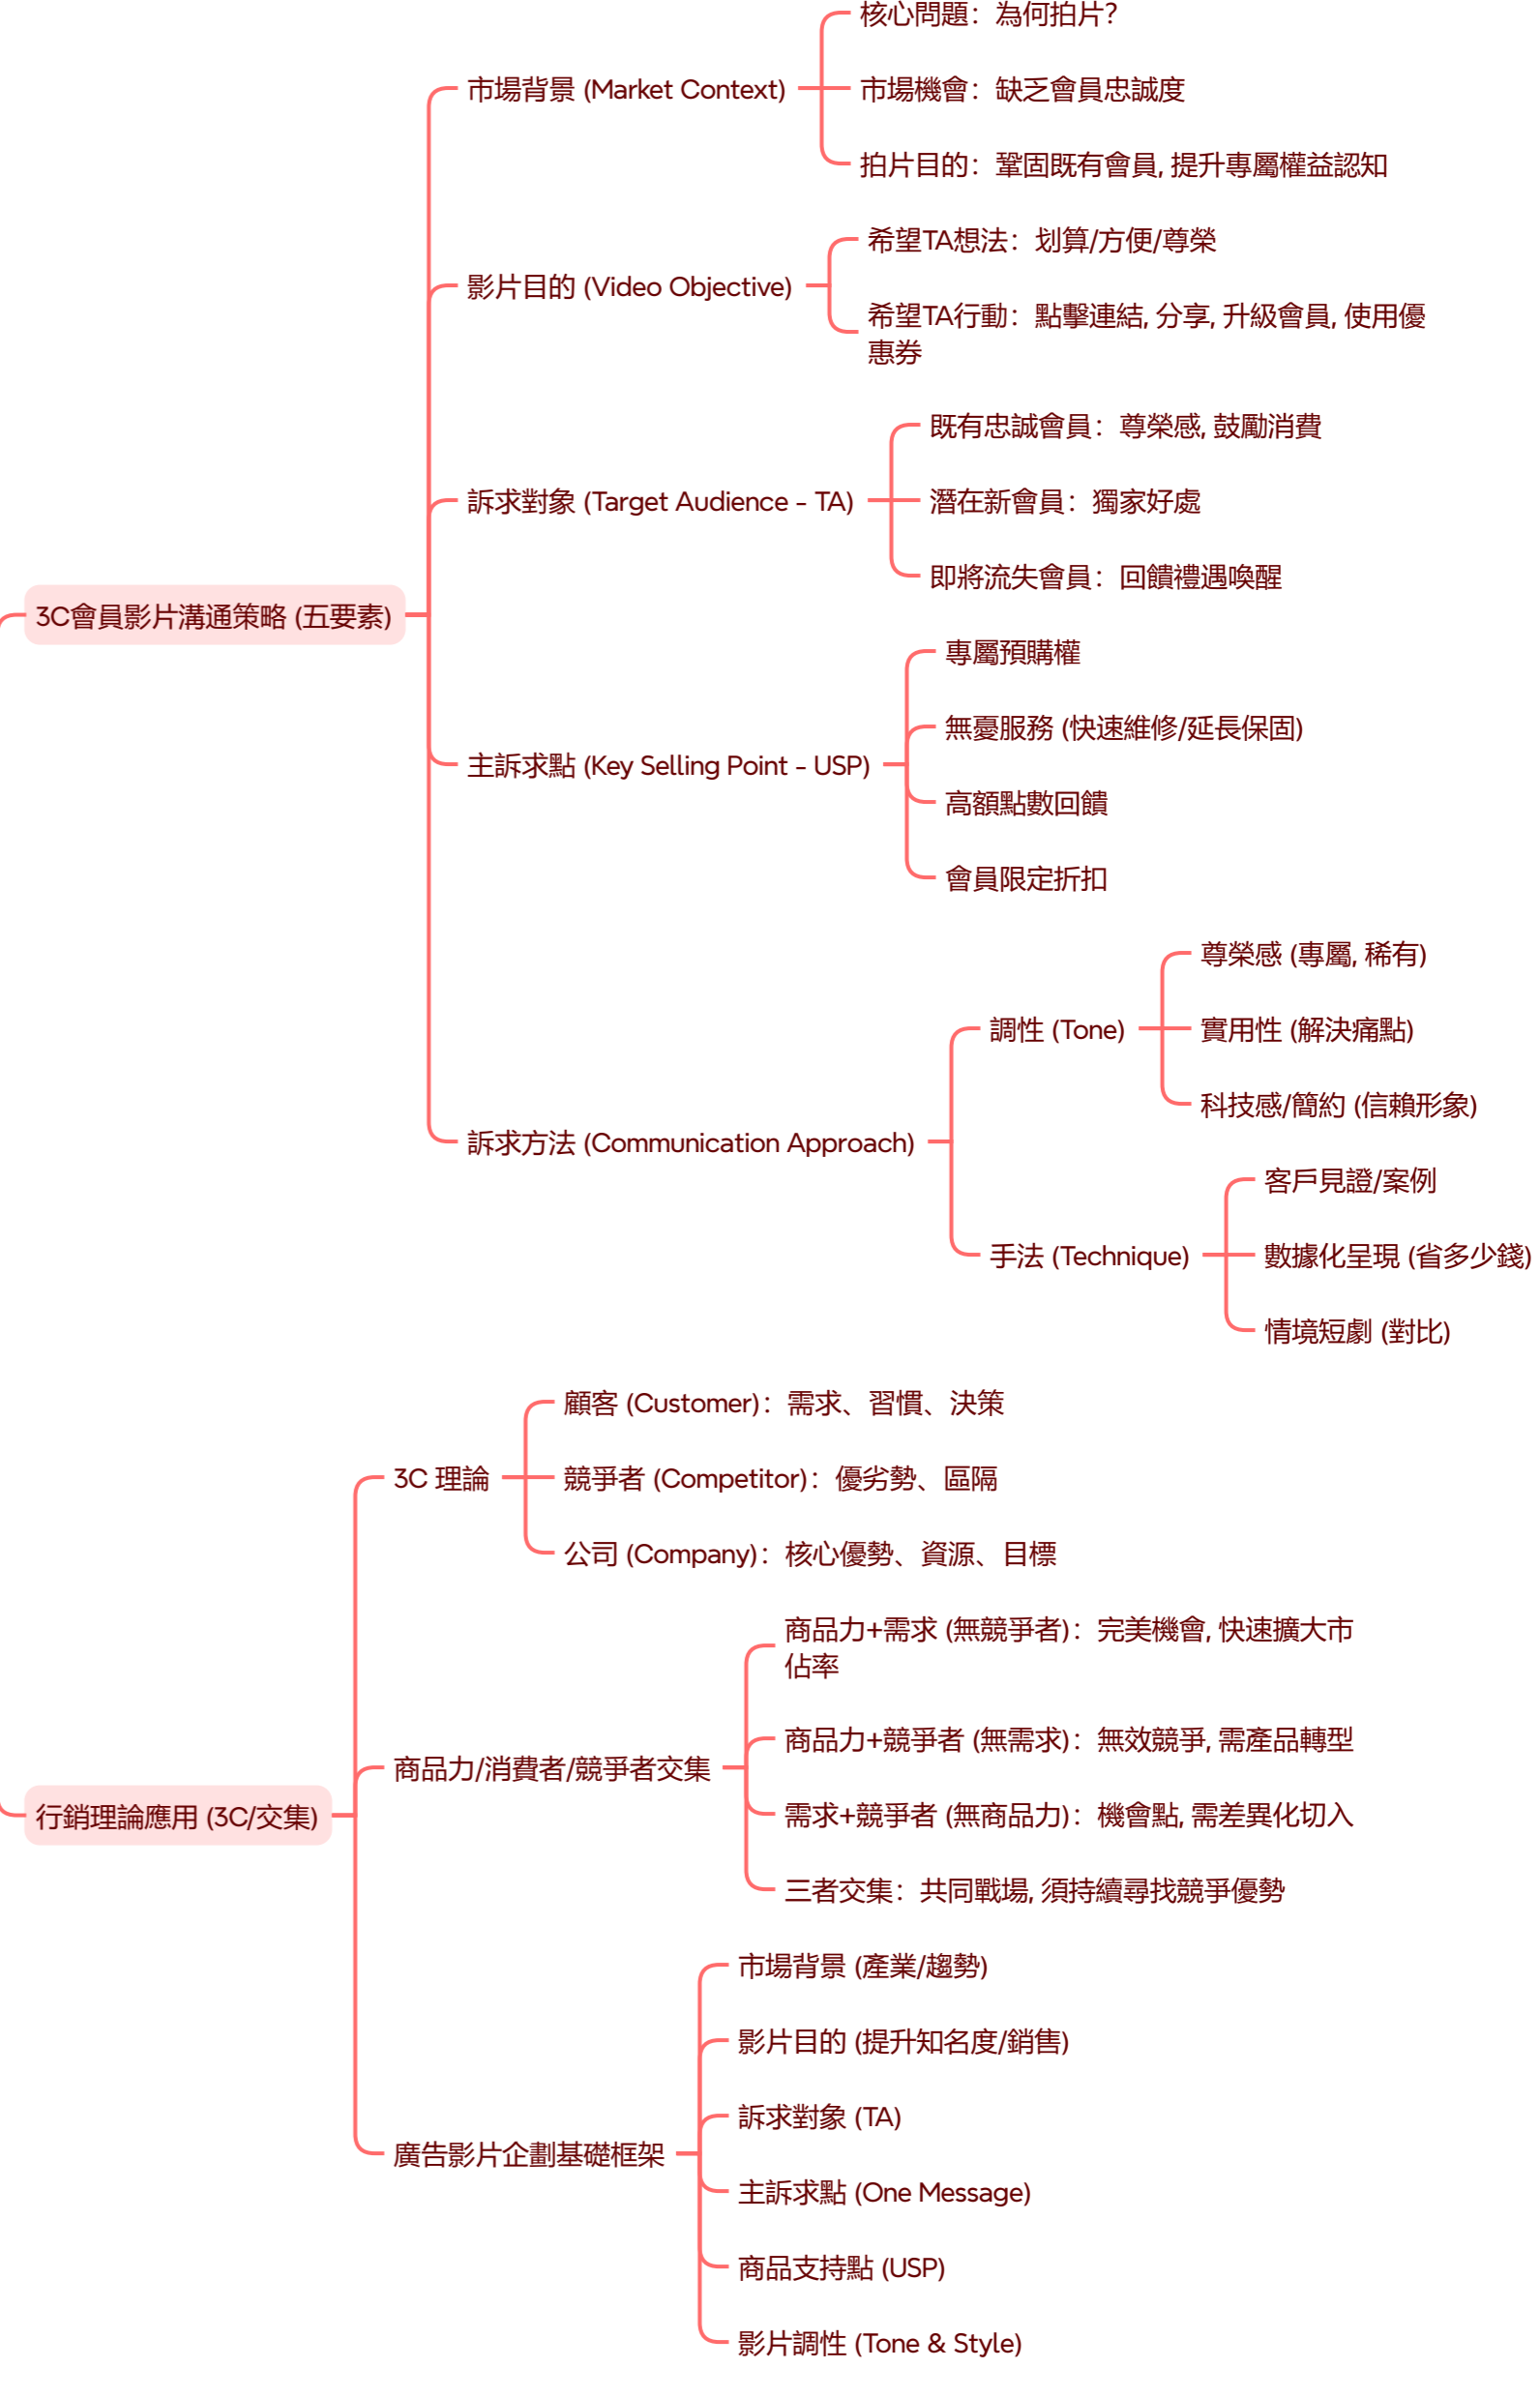 3C會員影片溝通策略 (五要素)
市場背景 (Market Context)
核心問題：為何拍片?
市場機會：缺乏會員忠誠度
拍片目的：鞏固既有會員, 提升專屬權益認知
影片目的 (Video Objective)
希望TA想法：划算/方便/尊榮
希望TA行動：點擊連結, 分享, 升級會員, 使用優
惠券
訴求對象 (Target Audience - TA)
既有忠誠會員：尊榮感, 鼓勵消費
潛在新會員：獨家好處
即將流失會員：回饋禮遇喚醒
主訴求點 (Key Selling Point - USP)
專屬預購權
無憂服務 (快速維修/延長保固)
高額點數回饋
會員限定折扣
訴求方法 (Communication Approach)
調性 (Tone)
尊榮感 (專屬, 稀有)
實用性 (解決痛點)
科技感/簡約 (信賴形象)
手法 (Technique)
客戶見證/案例
數據化呈現 (省多少錢)
情境短劇 (對比)
行銷理論應用 (3C/交集)
3C 理論
顧客 (Customer)：需求、習慣、決策
競爭者 (Competitor)：優劣勢、區隔
公司 (Company)：核心優勢、資源、目標
商品力/消費者/競爭者交集
商品力+需求 (無競爭者)：完美機會, 快速擴大市
佔率
商品力+競爭者 (無需求)：無效競爭, 需產品轉型
需求+競爭者 (無商品力)：機會點, 需差異化切入
三者交集：共同戰場, 須持續尋找競爭優勢
廣告影片企劃基礎框架
市場背景 (產業/趨勢)
影片目的 (提升知名度/銷售)
訴求對象 (TA)
主訴求點 (One Message)
商品支持點 (USP)
影片調性 (Tone & Style)